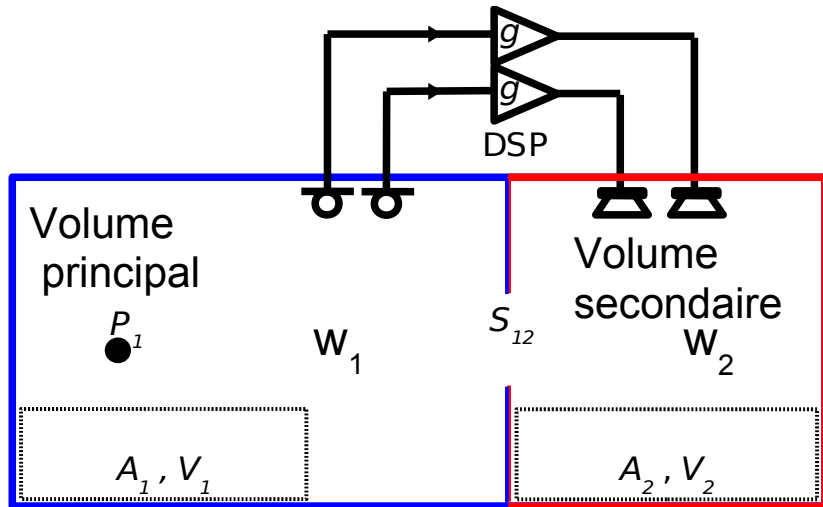 g
g
DSP
Volume
principal
P1
W1
S12
Volume
secondaire
W2
A1 , V1
A2 , V2